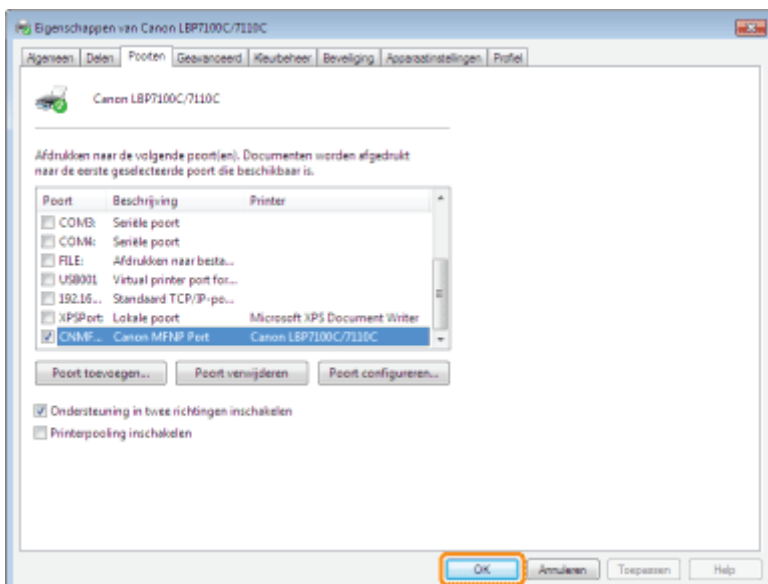 Eigenschappen van Canon LBP7100C/7110C
Algemeen Delen Poorten Geavanceerd Kleurbeheer Beveiliging Apparaatinstellingen Profiel
Canon LBP7100C/7110C
Afdrukken naar de volgende poort(en). Documenten worden afgedrukt
naar de eerste geselecteerde poort die beschikbaar is.
Poort Beschrijving Printer
COM3: Seriële poort
COM4: Seriële poort
FILE: Afdrukken naar besta...
USB001 Virtual printer port for...
192.16... Standaard TCP/IP-po...
XPSPort: Lokale poort Microsoft XPS Document Writer
CNMF... Canon MFNP Port Canon LBP7100C/7110C
Poort toevoegen... Poort verwijderen Poort configureren...
Ondersteuning in twee richtingen inschakelen
Printerpooling inschakelen
OK Annuleren Toepassen Help